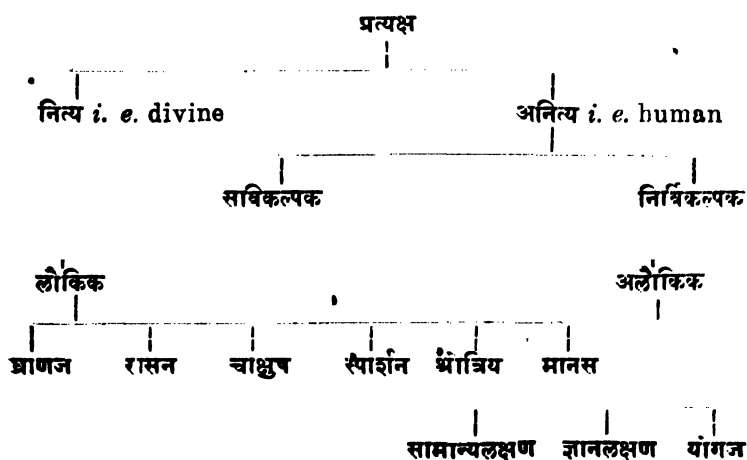 प्रत्यक्ष
नित्य i. e. divine अनित्य i. e. human
सविकल्पक निर्विकल्पक
लौकिक अलौकिक
घ्राणज रासन चाक्षुष स्पार्शन श्रोत्रिय मानस
सामान्यलक्षण ज्ञानलक्षण योगज